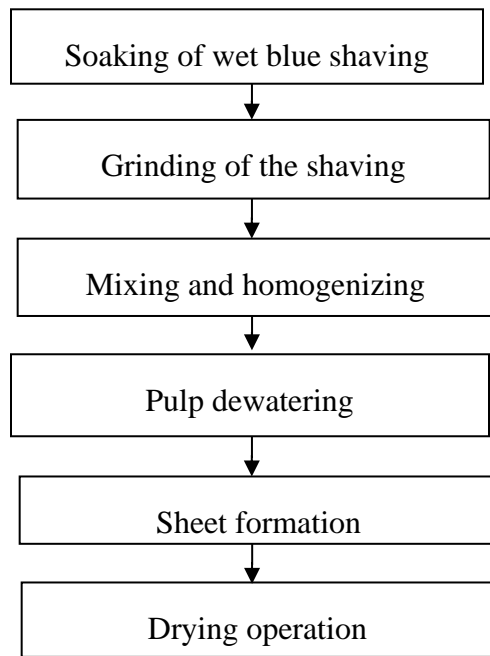 Soaking of wet blue shaving
Grinding of the shaving
Mixing and homogenizing
Pulp dewatering
Sheet formation
Drying operation